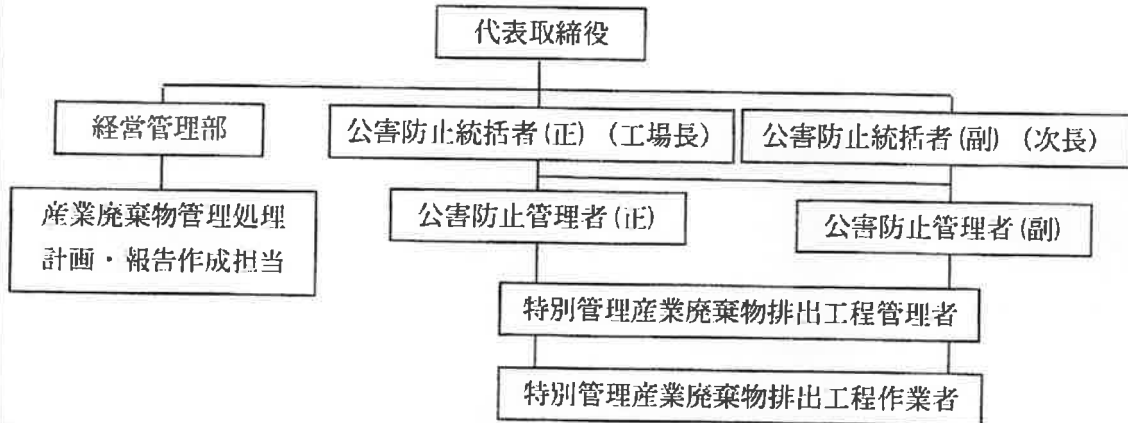 代表取締役
経営管理部
公害防止統括者(正)（工場長）
公害防止統括者(副)（次長）
産業廃棄物管理処理
計画・報告作成担当
公害防止管理者(正)
公害防止管理者(副)
特別管理産業廃棄物排出工程管理者
特別管理産業廃棄物排出工程作業者